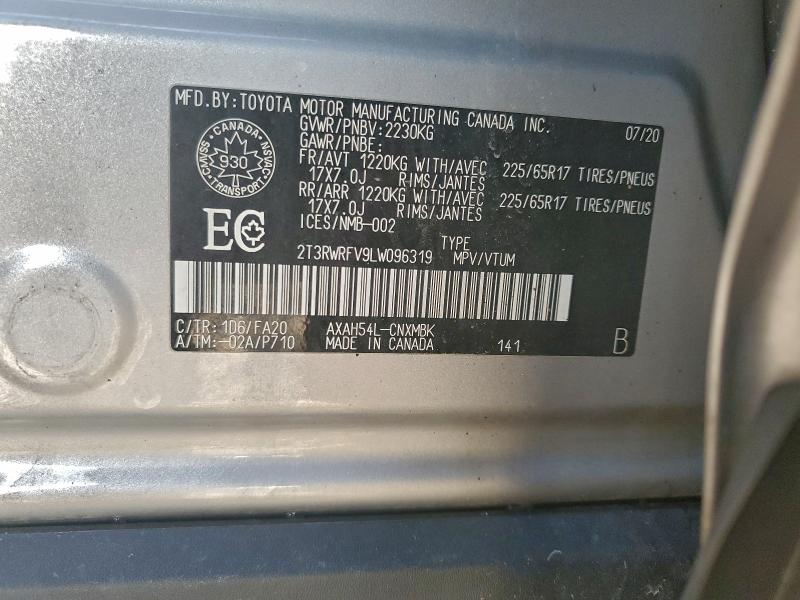 MFD.BY:TOYOTA MOTOR MANUFACTURING CANADA INC.
07/20
GVWR/PNBV:2230KG
GAWR/PNBE:
FR/AVT 1220KG WITH/AVEC 225/65R17 TIRES/PNEUS
17X7.0J RIMS/JANTES
RR/ARR 1220KG WITH/AVEC 225/65R17 TIRES/PNEUS
17X7.0J RIMS/JANTES
ICES/NMB-002
CANADA
CMVSS 930 NSVAC
TRANSPORT
EC
TYPE
2T3RWRFV9LW096319 MPV/VTUM
C/TR: 1D6/FA20 AXAH54L-CNXMBK
A/TM:-02A/P710 MADE IN CANADA 141 B